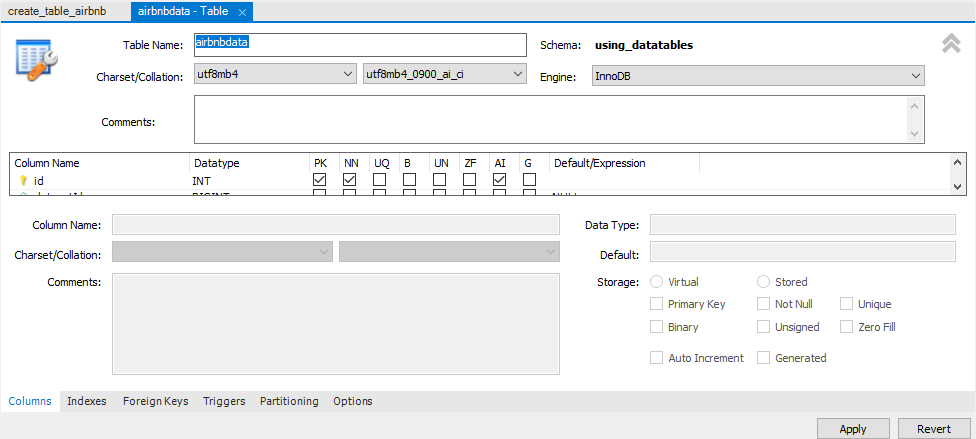 create_table_airbnb airbnbdata - Table
Table Name: airbnbdata Schema: using_datatables
Charset/Collation: utf8mb4 utf8mb4_0900_ai_ci Engine: InnoDB
Comments:
Column Name Datatype PK NN UQ B UN ZF AI G Default/Expression
id INT
BIGINT NULL
Column Name: Data Type:
Charset/Collation: Default:
Comments: Storage: Virtual Stored
Primary Key Not Null Unique
Binary Unsigned Zero Fill
Auto Increment Generated
Columns Indexes Foreign Keys Triggers Partitioning Options
Apply Revert